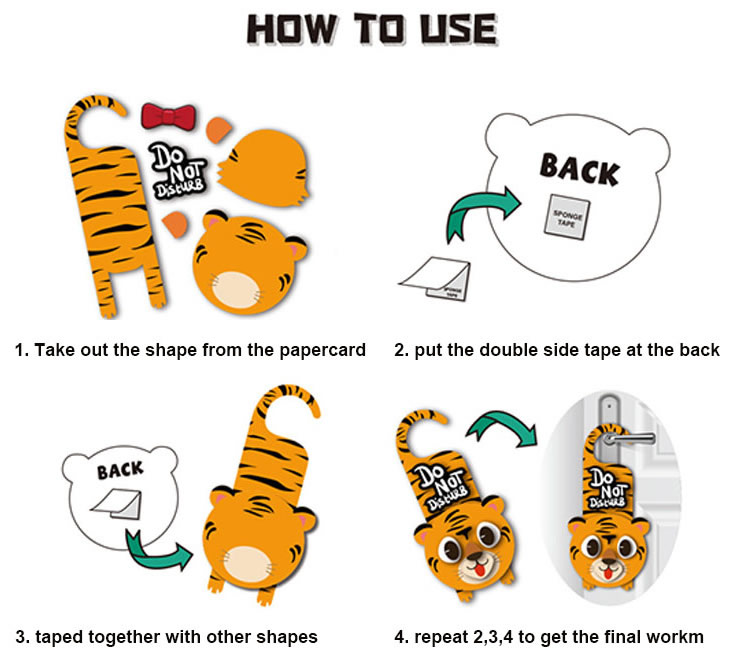 HOW TO USE
DO
NOT
DiSTURB
BACK
SPONGE
TAPE
SPONGE
TAPE
1. Take out the shape from the papercard
2. put the double side tape at the back
BACK
DO
NOT
DiSTURB
DO
NOT
DiSTURB
3. taped together with other shapes
4. repeat 2,3,4 to get the final workm